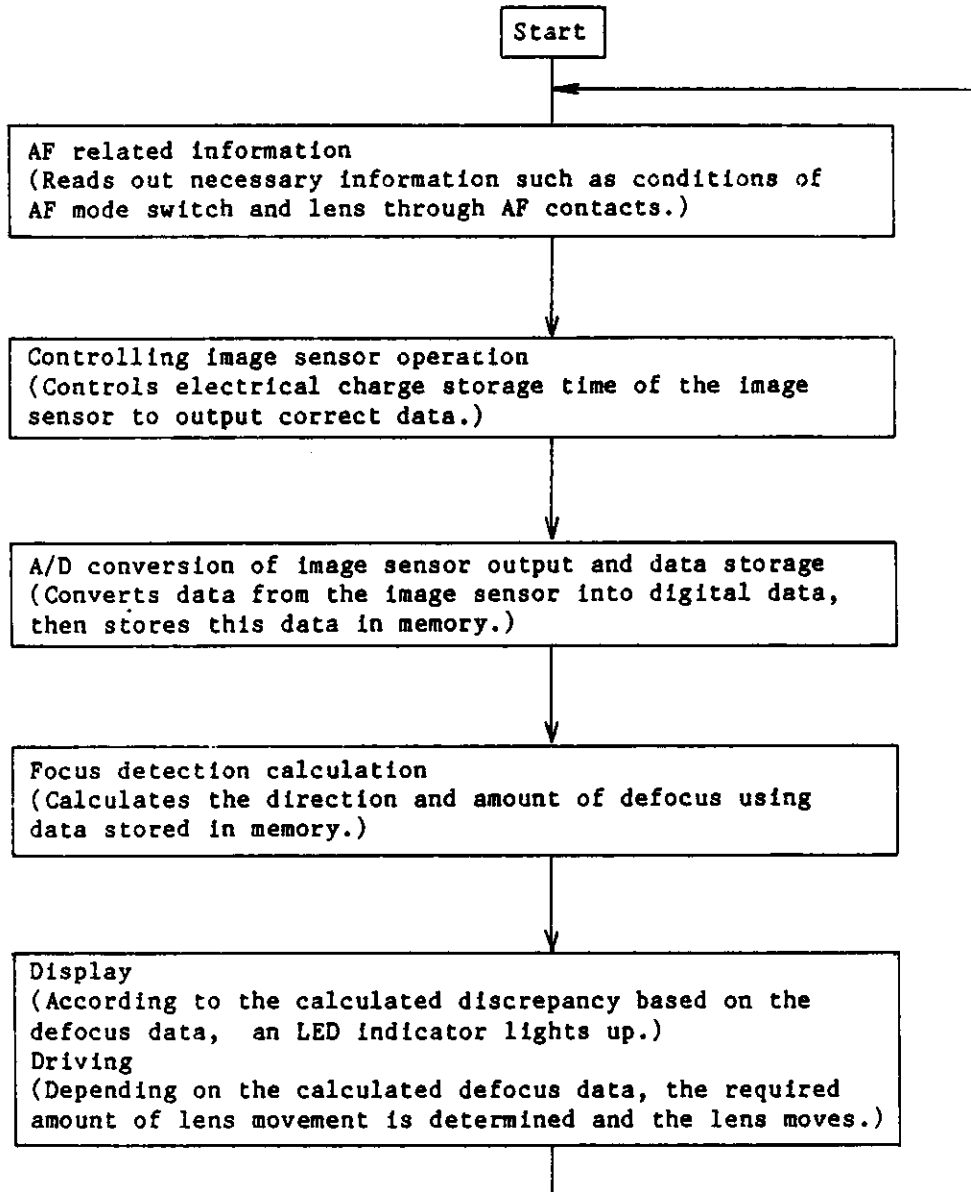 Start
AF related information
(Reads out necessary information such as conditions of
AF mode switch and lens through AF contacts.)
Controlling image sensor operation
(Controls electrical charge storage time of the image
sensor to output correct data.)
A/D conversion of image sensor output and data storage
(Converts data from the image sensor into digital data,
then stores this data in memory.)
Focus detection calculation
(Calculates the direction and amount of defocus using
data stored in memory.)
Display
(According to the calculated discrepancy based on the
defocus data, an LED indicator lights up.)
Driving
(Depending on the calculated defocus data, the required
amount of lens movement is determined and the lens moves.)